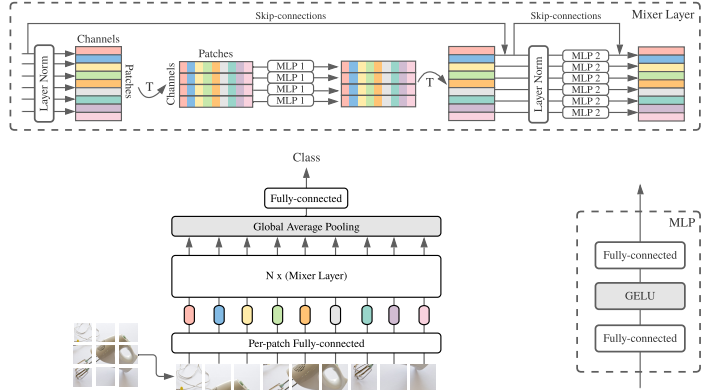 Skip-connections
Skip-connections
Mixer Layer
Channels
Layer Norm
Patches
T
Patches
Channels
MLP 1
MLP 1
MLP 1
MLP 1
T
Layer Norm
MLP 2
MLP 2
MLP 2
MLP 2
MLP 2
MLP 2
Class
Fully-connected
Global Average Pooling
N x (Mixer Layer)
Per-patch Fully-connected
MLP
Fully-connected
GELU
Fully-connected